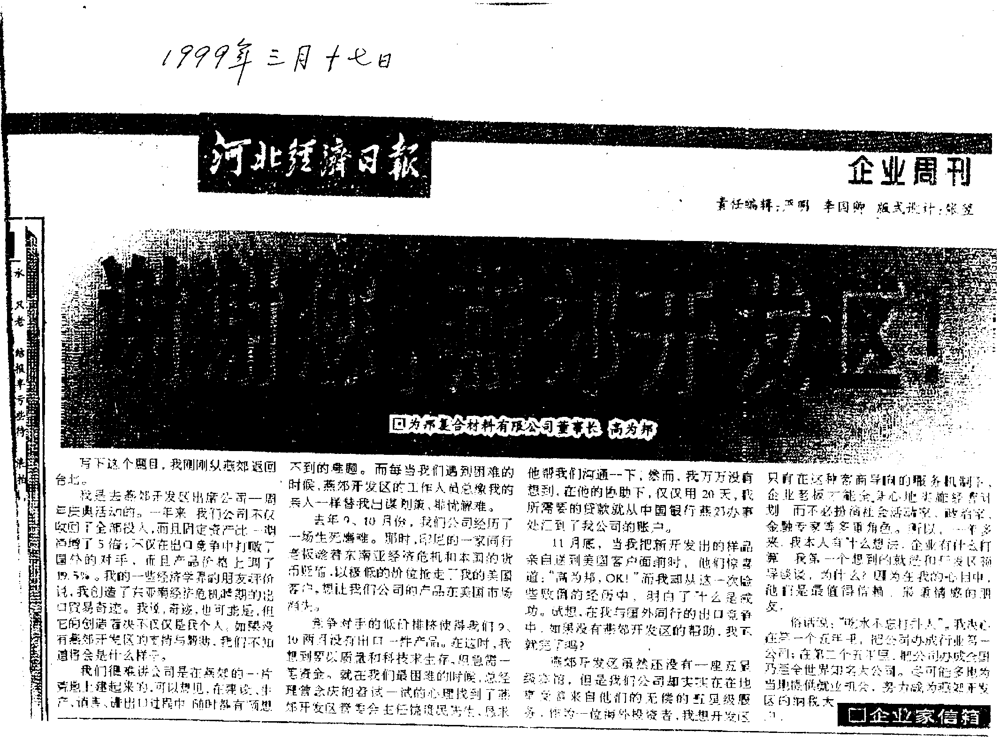 1999年三月十七日
河北經濟日報
企业周刊
责任编辑:严明 李国卿 版式设计:张
谢谢你,燕郊开发区!
回为邦复合材料有限公司董事长 高为邦
写下这个题目,我刚刚从燕郊返回
台北。
我是去燕郊开发区出席公司一周
年庆典活动的。一年来 我们公司不仅
收回了全部投入,而且固定资产比一期
净增了5倍;不仅在出口竞争中打败了
国外的对手,而且产品价格上调了
19.5%。我的一些经济学界的朋友评价
说,我创造了东亚南经济危机时期的出
口贸易奇迹。我说,奇迹,也可能是,但
它的创造者决不仅仅是我个人,如果没
有燕郊开发区的支持与帮助,我们不知
道将会是什么样子。
我们很难讲公司是在燕郊的一片
荒地上建起来的,可以想见,在建设、生
产、销售、进出口过程中 随时都有预想
不到的难题。而每当我们遇到困难的
时候,燕郊开发区的工作人员总像我的
亲人一样替我出谋划策、排忧解难。
去年9、10月份,我们公司经历了
一场生死磨难。那时,印尼的一家同行
老板趁着东南亚经济危机和本国的货
币贬值,以极低的价位抢走了我的美国
客户,想让我们公司的产品在美国市场
消失。
竞争对手的低价排挤使得我们9、
10两月没有出口一件产品。在这时,我
想到要以质量和科技求生存,但急需一
笔资金。就在我们最困难的时候,总经
理曾念庆抱着试一试的心理找到了燕
郊开发区管委会主任饶贵民先生,恳求
他帮我们沟通一下;然而,我万万没有
想到,在他的协助下,仅仅用20天,我
所需要的贷款就从中国银行燕郊办事
处汇到了我公司的账户。
11月底,当我把新开发出的样品
亲自送到美国客户面前时,他们惊喜
道:“高为邦,OK!”而我却从这一次险
些败倒的经历中,明白了什么是成
功。试想,在我与国外同行的出口竞争
中,如果没有燕郊开发区的帮助,我不
就完了吗?
燕郊开发区虽然还没有一座五星
级宾馆,但是我们公司却实实在在地
享受着来自他们的无偿的五星级服
务,作为一位海外投资者,我想开发区
只有在这种客商导向的服务机制下,
企业老板才能全身心地实施经营计
划 而不必扮演社会活动家、政治家、
金融专家等多重角色。所以,一年多
来,我本人有什么想法,企业有什么打
算 我第一个想到的就是和开发区领
导谈谈,为什么?因为在我的心目中,
他们是最值得信赖、最重情感的朋
友。
俗话说:“吃水不忘打井人”。我决心
在第一个五年里,把公司办成行业第一
公司;在第二个五年里,把公司办成全国
乃至全世界知名大公司。尽可能多地为
当地提供就业机会,努力成为燕郊开发
区的纳税大
户。
□企业家信箱